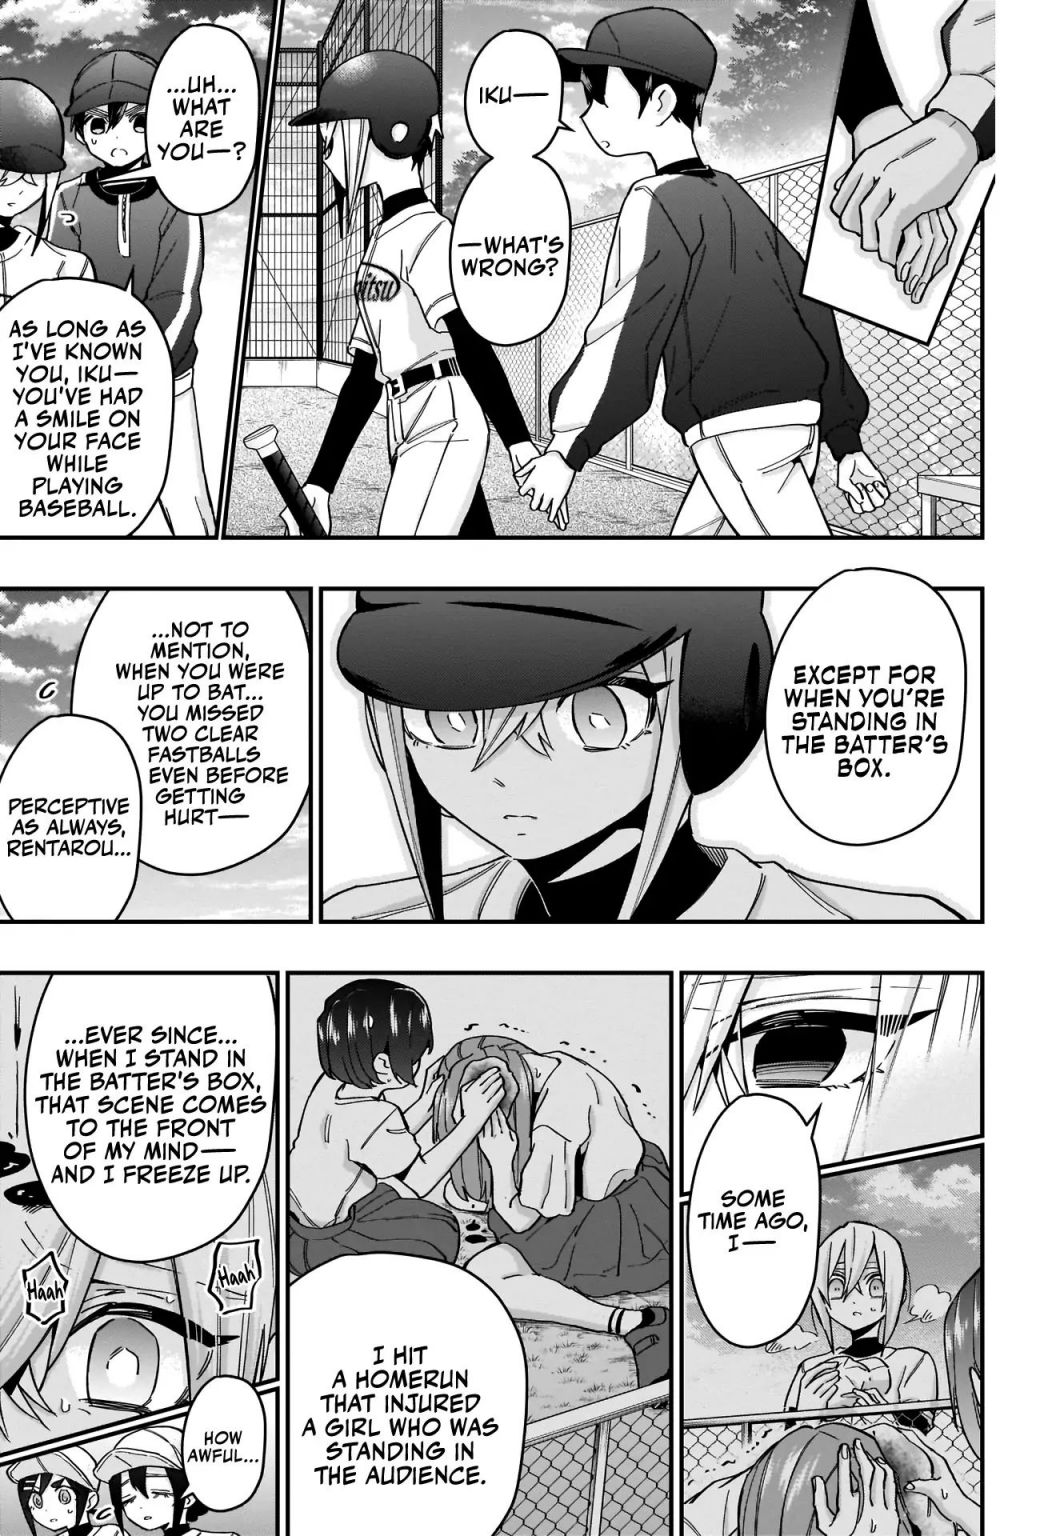 IKU—
—WHAT'S
WRONG?
...UH...
WHAT
ARE
YOU—?
AS LONG AS
I'VE KNOWN
YOU, IKU—
YOU'VE HAD
A SMILE ON
YOUR FACE
WHILE
PLAYING
BASEBALL.
itsu
EXCEPT FOR
WHEN YOU'RE
STANDING IN
THE BATTER'S
BOX.
...NOT TO
MENTION,
WHEN YOU WERE
UP TO BAT...
YOU MISSED
TWO CLEAR
FASTBALLS
EVEN BEFORE
GETTING
HURT—
PERCEPTIVE
AS ALWAYS,
RENTAROU...
SOME
TIME AGO,
I—
I HIT
A HOMERUN
THAT INJURED
A GIRL WHO WAS
STANDING IN
THE AUDIENCE.
...EVER SINCE...
WHEN I STAND IN
THE BATTER'S BOX,
THAT SCENE COMES
TO THE FRONT
OF MY MIND—
AND I FREEZE UP.
Haah
Haah
HOW
AWFUL...